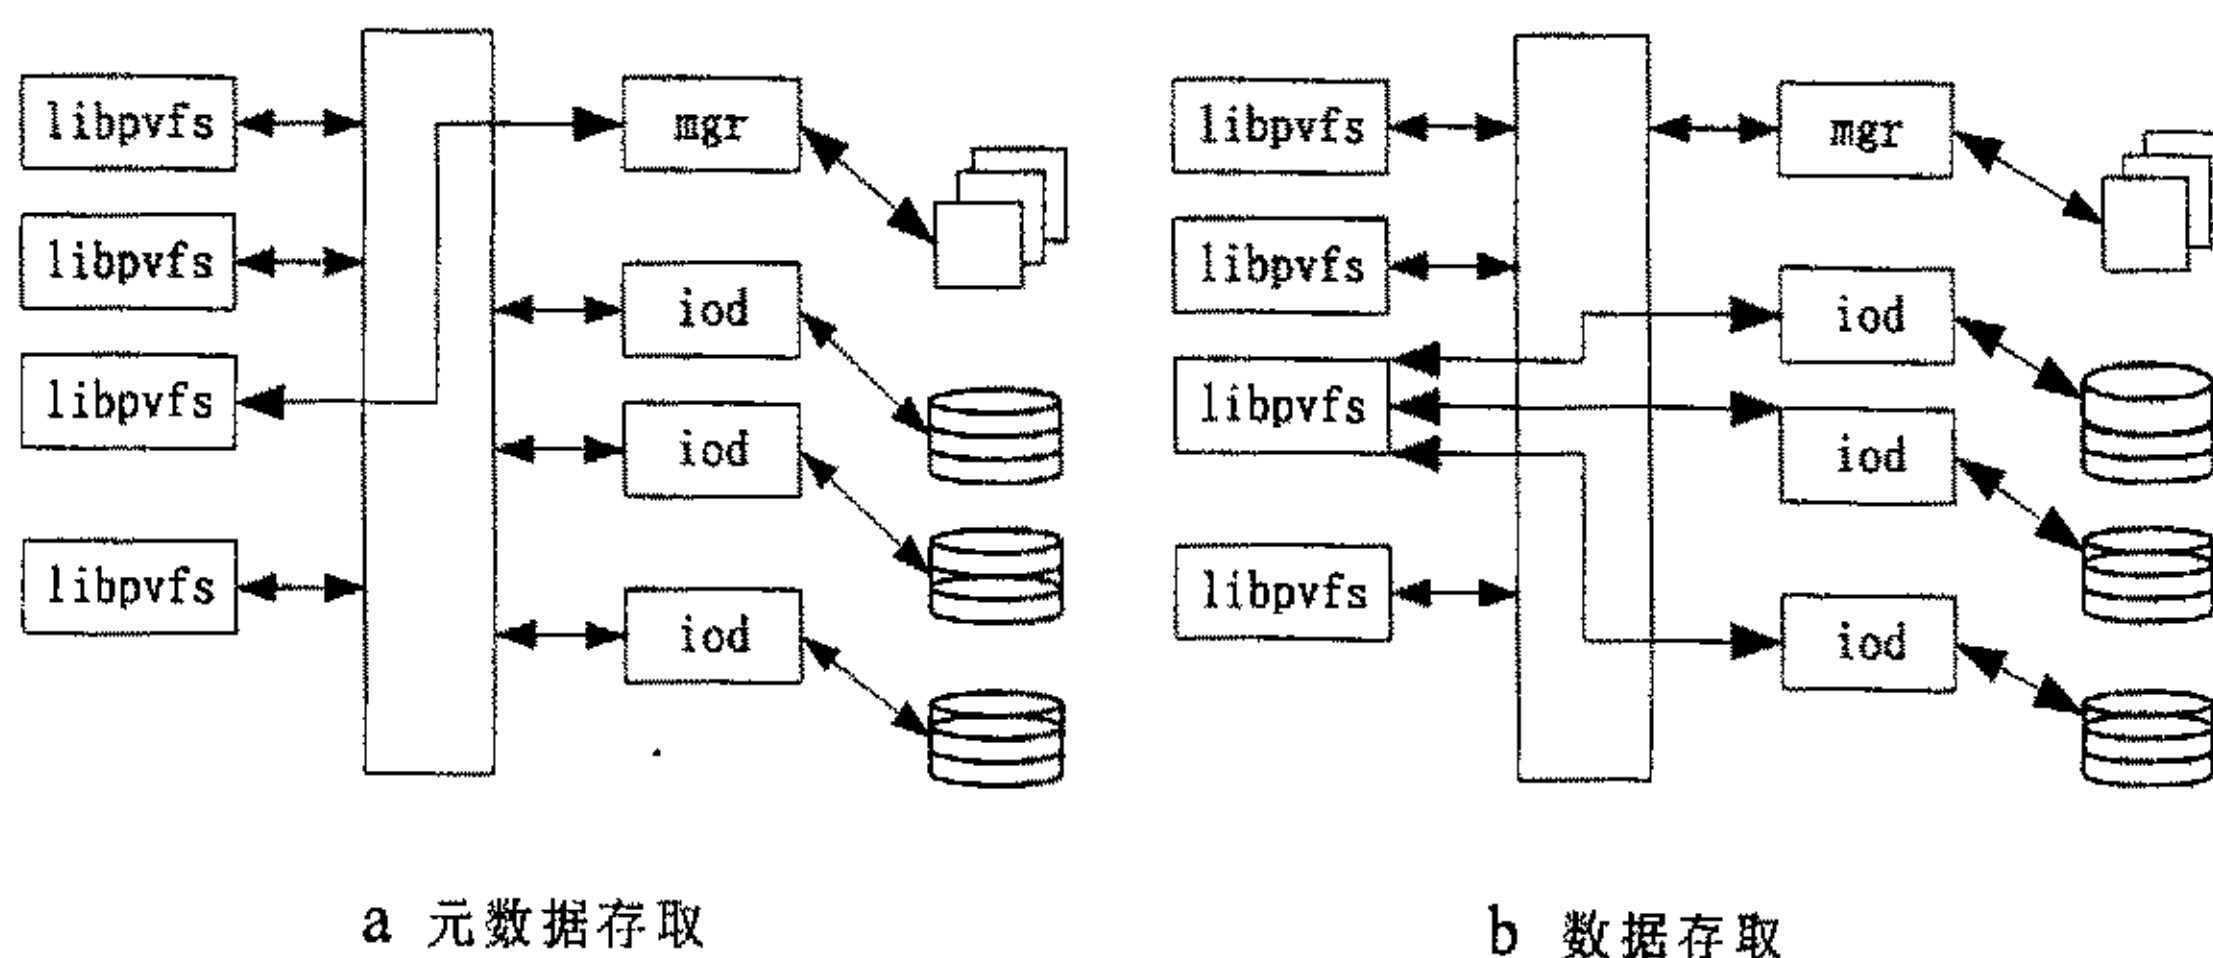 libpvfs
libpvfs
libpvfs
libpvfs
mgr
iod
iod
iod
a 元数据存取
libpvfs
libpvfs
libpvfs
libpvfs
mgr
iod
iod
iod
b 数据存取